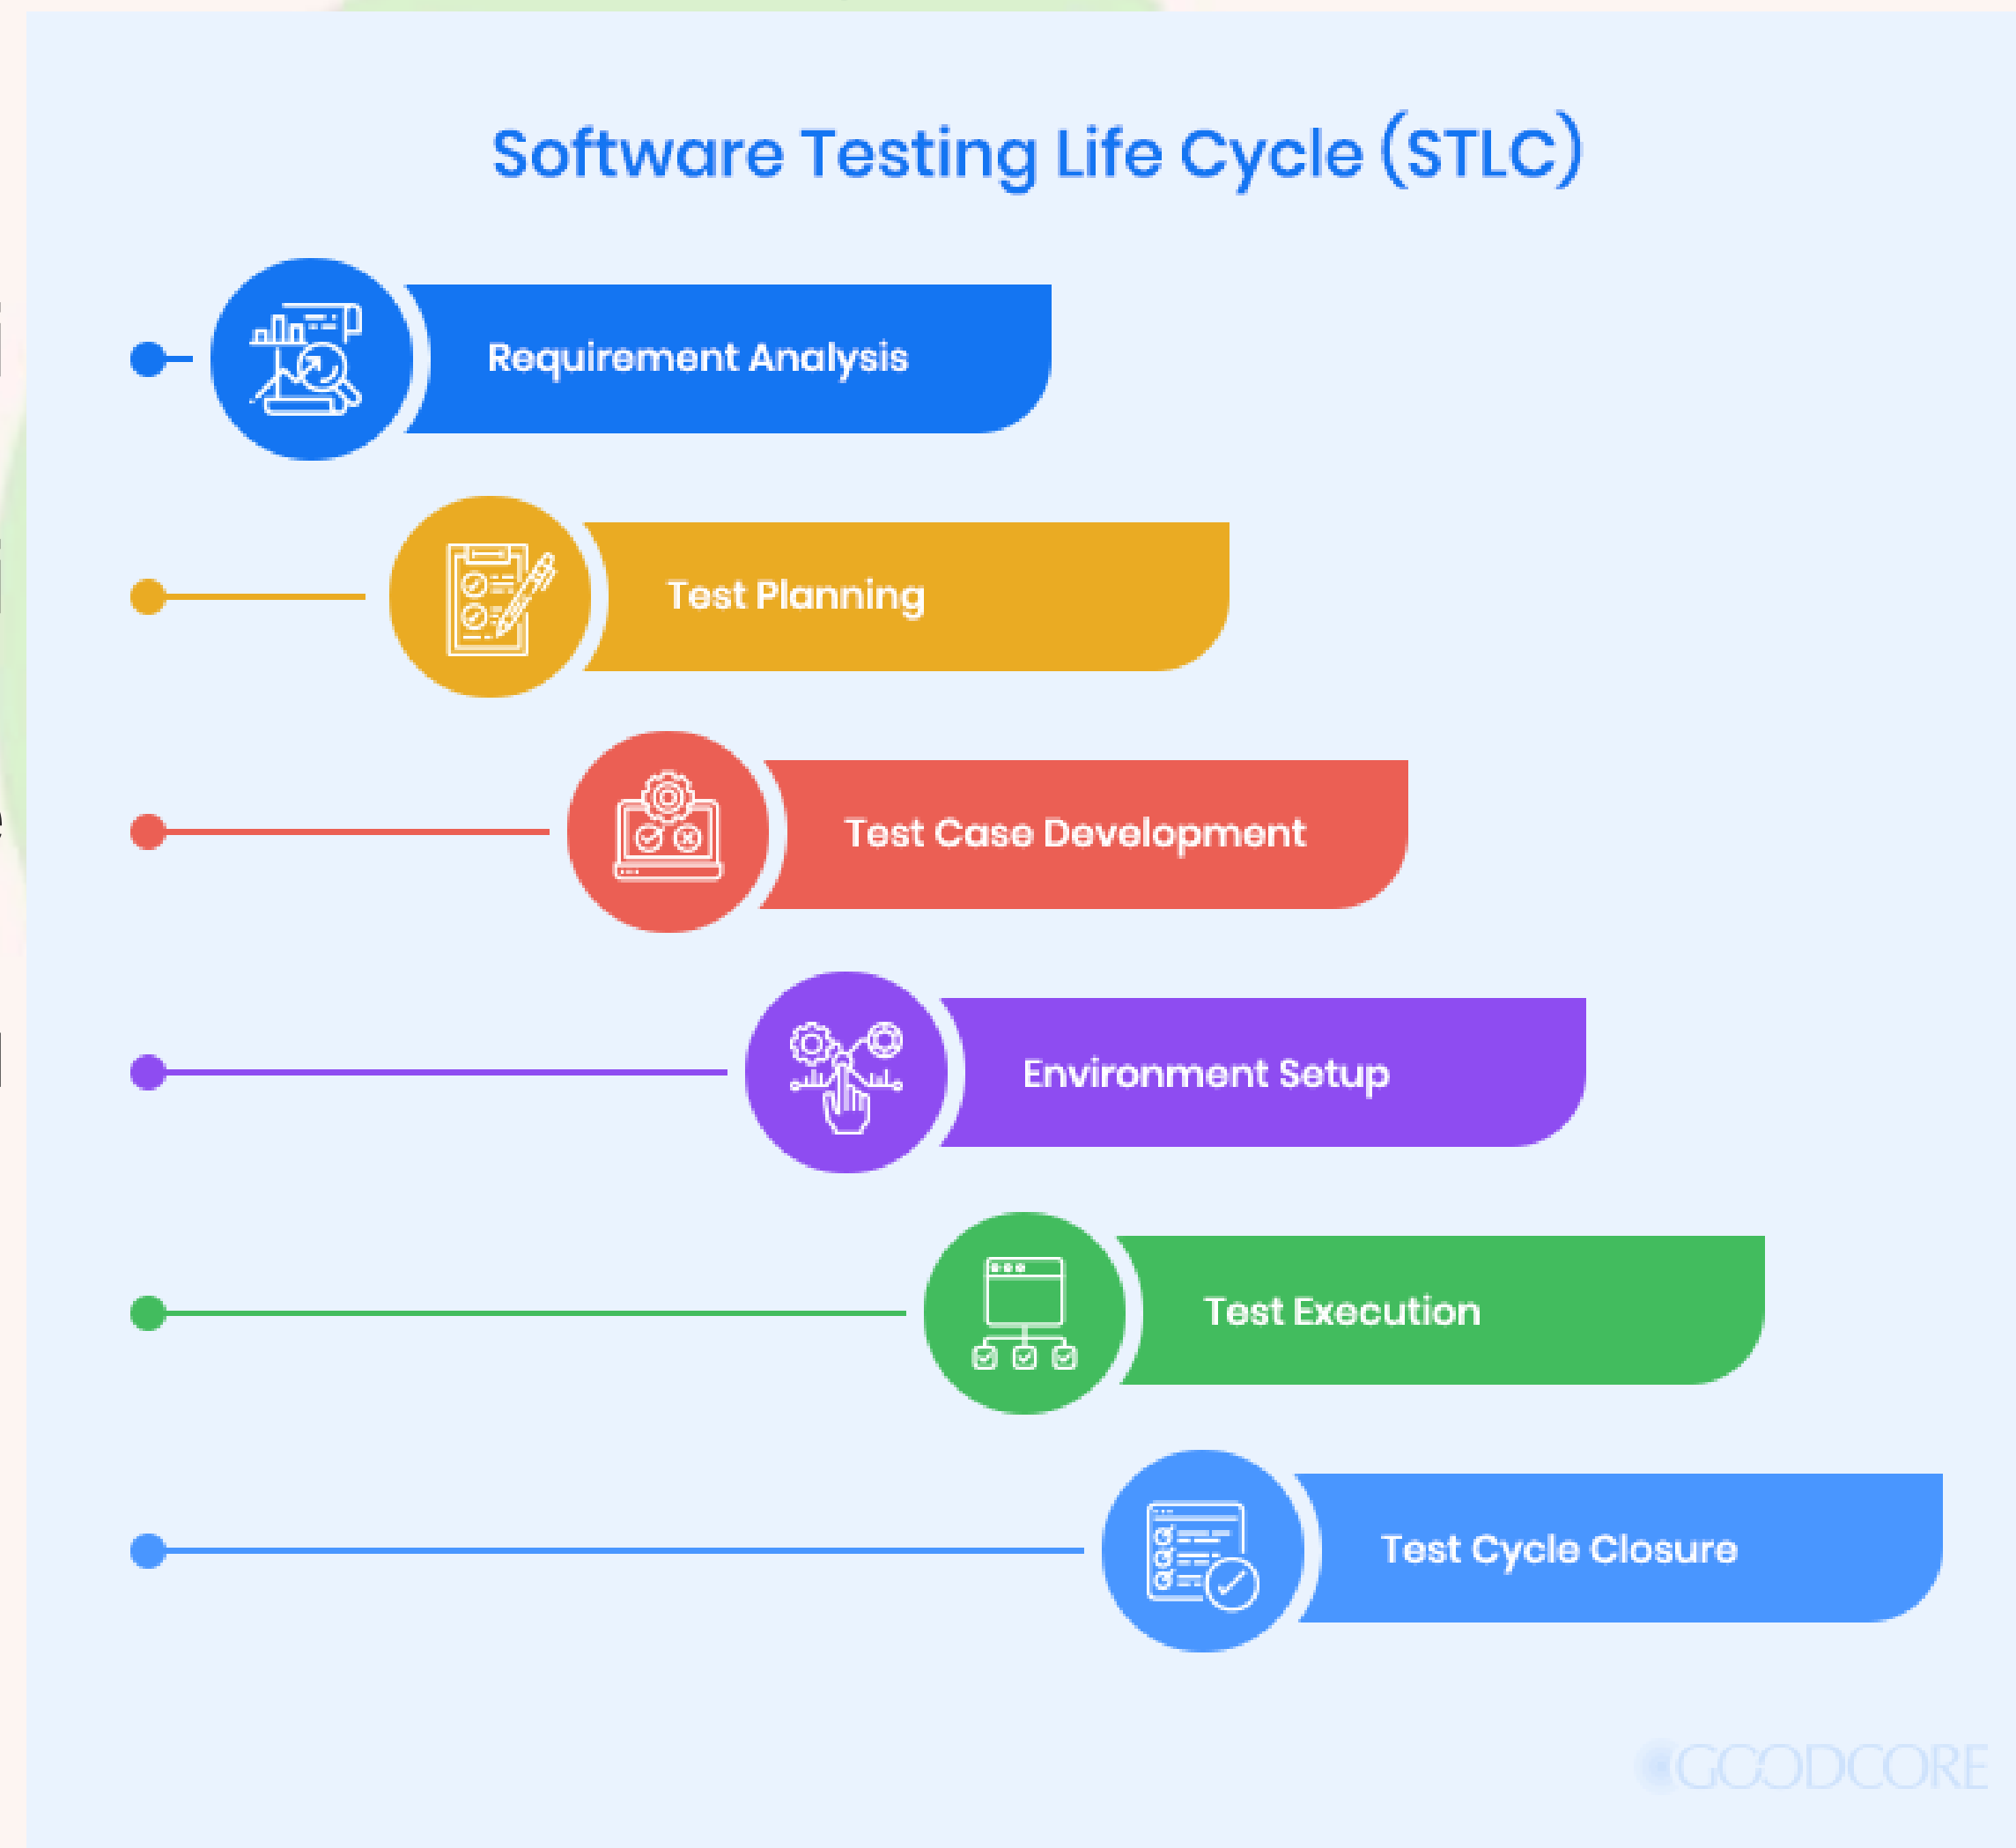 Software Testing Life Cycle (STLC)
Requirement Analysis
Test Planning
Test Case Development
Environment Setup
Test Execution
Test Cycle Closure
GOODCORE